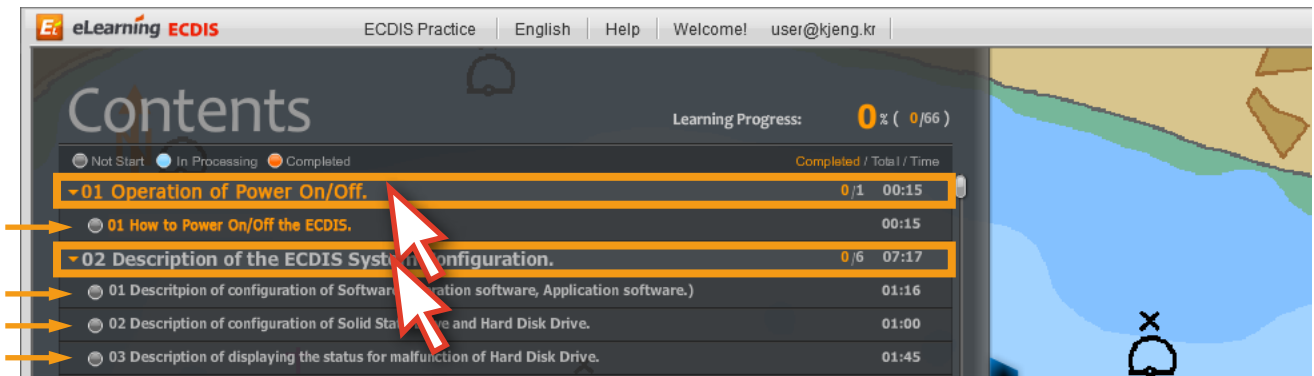 Ec eLearning ECDIS ECDIS Practice English Help Welcome! user@kjeng.kr
Contents
Learning Progress: 0 % ( 0/66 )
Not Start In Processing Completed Completed / Total / Time
01 Operation of Power On/Off. 0/1 00:15
01 How to Power On/Off the ECDIS. 00:15
02 Description of the ECDIS System Configuration. 0/6 07:17
01 Descritpion of configuration of Software software, Application software.) 01:16
02 Description of configuration of Solid State and Hard Disk Drive. 01:00
03 Description of displaying the status for malfunction of Hard Disk Drive. 01:45